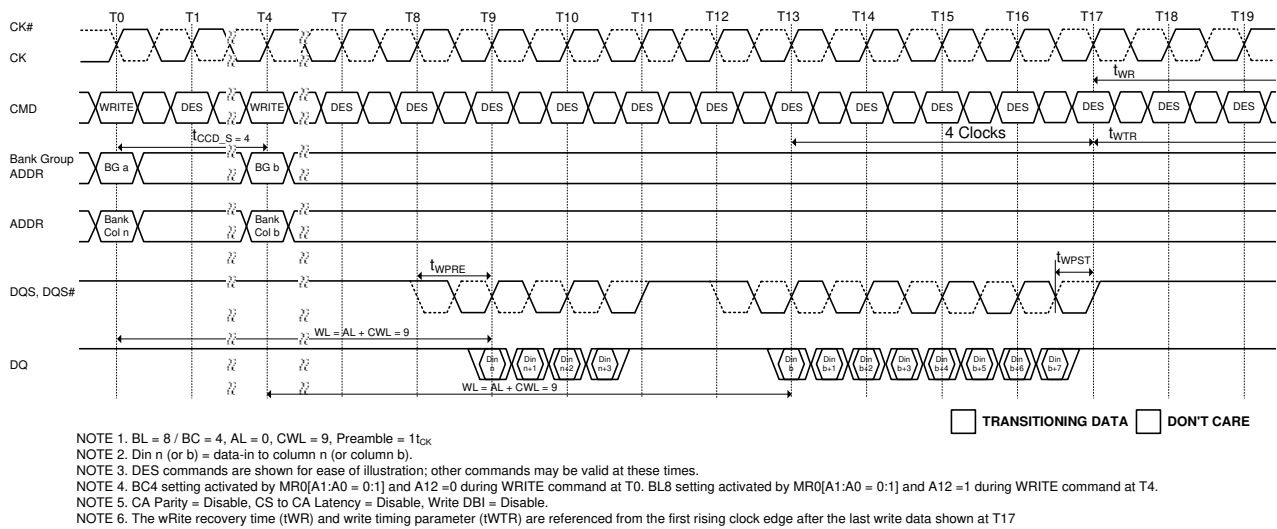 T0 T1 T4 T7 T8 T9 T10 T11 T12 T13 T14 T15 T16 T17 T18 T19
CK#
CK
tWR
CMD
WRITE DES WRITE DES DES DES DES DES DES DES DES DES DES DES DES DES
tCCD_S = 4
4 Clocks
tWTR
Bank Group
ADDR
BG a BG b
ADDR
Bank
Col n
Bank
Col b
tWPRE
tWPST
DQS, DQS#
WL = AL + CWL = 9
DQ
Din
n
Din
n+1
Din
n+2
Din
n+3
Din
b
Din
b+1
Din
b+2
Din
b+3
Din
b+4
Din
b+5
Din
b+6
Din
b+7
WL = AL + CWL = 9
TRANSITIONING DATA DON'T CARE
NOTE 1. BL = 8 / BC = 4, AL = 0, CWL = 9, Preamble = 1tCK
NOTE 2. Din n (or b) = data-in to column n (or column b).
NOTE 3. DES commands are shown for ease of illustration; other commands may be valid at these times.
NOTE 4. BC4 setting activated by MR0[A1:A0 = 0:1] and A12 =0 during WRITE command at T0. BL8 setting activated by MR0[A1:A0 = 0:1] and A12 =1 during WRITE command at T4.
NOTE 5. CA Parity = Disable, CS to CA Latency = Disable, Write DBI = Disable.
NOTE 6. The wRite recovery time (tWR) and write timing parameter (tWTR) are referenced from the first rising clock edge after the last write data shown at T17